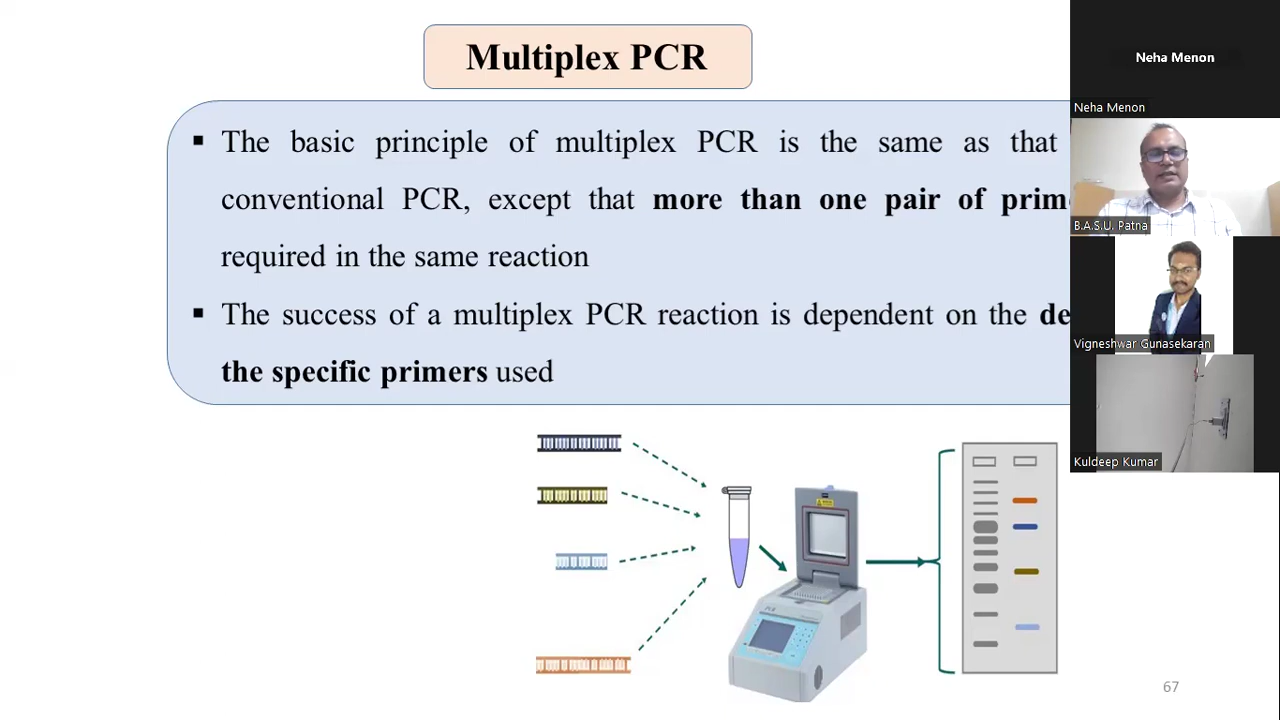 Multiplex PCR
▪ The basic principle of multiplex PCR is the same as that
conventional PCR, except that more than one pair of
required in the same reaction
▪ The success of a multiplex PCR reaction is dependent on the
the specific primers used
67
Neha Menon
Neha Menon
B.A.S.U. Patna
Vigneshwar Gunasekaran
Kuldeep Kumar